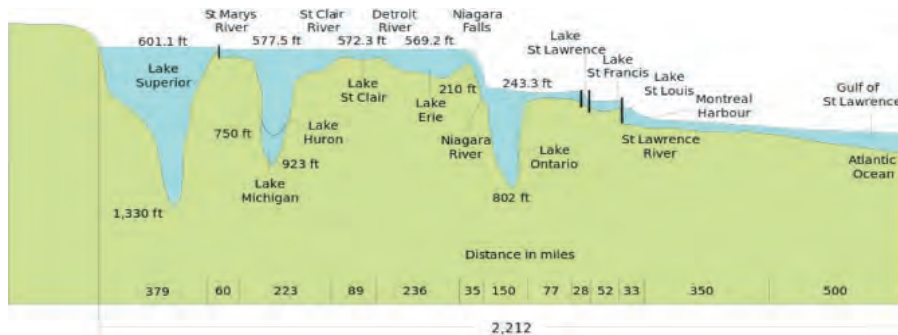 St Marys
River
St Clair
River
Detroit
River
Niagara
Falls
601.1 ft
577.5 ft
572.3 ft
569.2 ft
Lake
St Lawrence
Lake
St Francis
Lake
St Louis
Montreal
Harbour
Gulf of
St Lawrence
Lake
Superior
Lake
St Clair
210 ft
243.3 ft
Lake
Erie
750 ft
Lake
Huron
Niagara
River
St Lawrence
River
923 ft
Lake
Michigan
Lake
Ontario
Atlantic
Ocean
1,330 ft
802 ft
Distance in miles
379 60 223 89 236 35 150 77 28 52 33 350 500
2,212